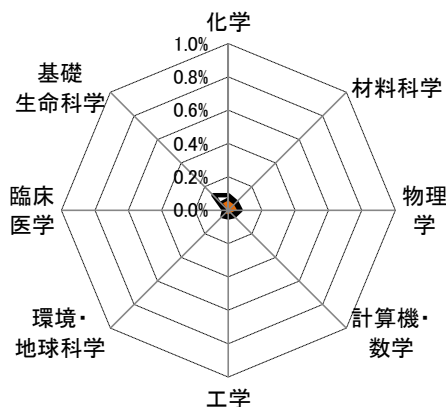 化学
1.0%
0.8%
0.6%
0.4%
0.2%
0.0%
材料科学
物理
学
計算機・
数学
工学
環境・
地球科学
臨床
医学
基礎
生命科学